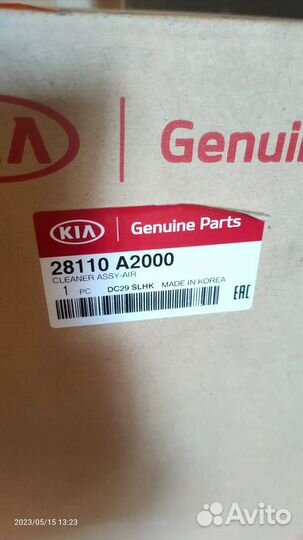 KIA Genuin
KIA Genuine Parts
28110 A2000
CLEANER ASSY-AIR
1 PC DC29 SLHK MADE IN KOREA
EAC
2023/05/15 13:23
Avito